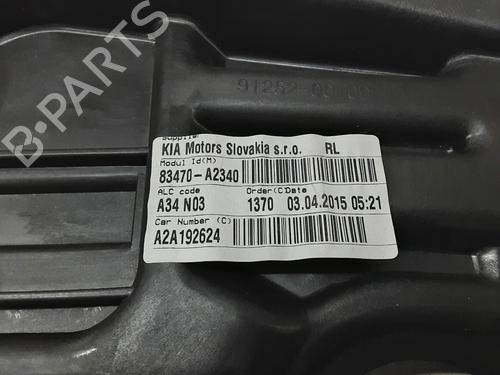 Supplier
KIA Motors Slovakia s.r.o. RL
Modul Id(M)
83470-A2340
ALC code Order(C)Date
A34 N03 1370 03.04.2015 05:21
Car Number (C)
A2A192624
B-PARTS